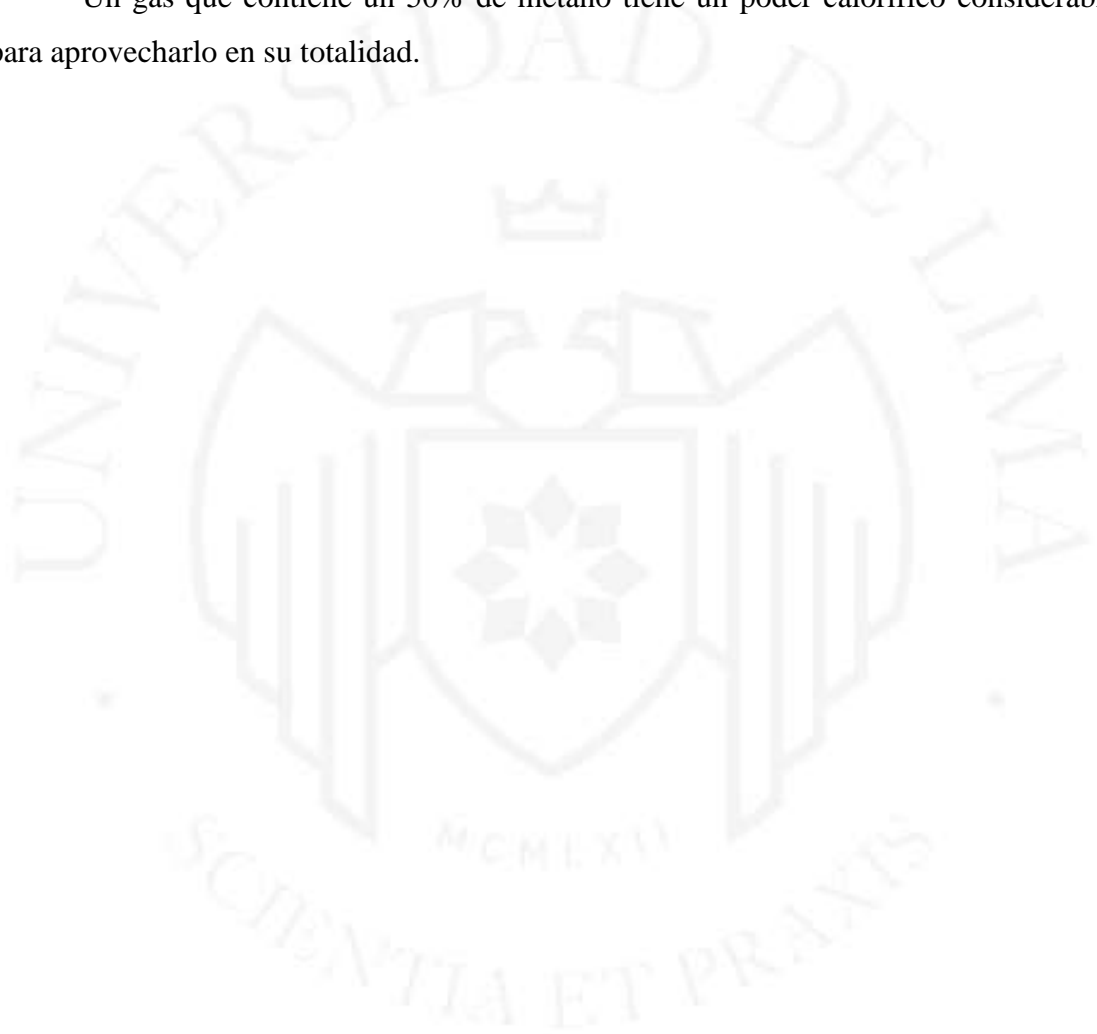 Un gas que contiene un 50% de metano tiene un poder calorífico considerab
para aprovecharlo en su totalidad.
UNIVERSIDAD DE LIMA
MCMLXII
SCIENTIA ET PRAXIS